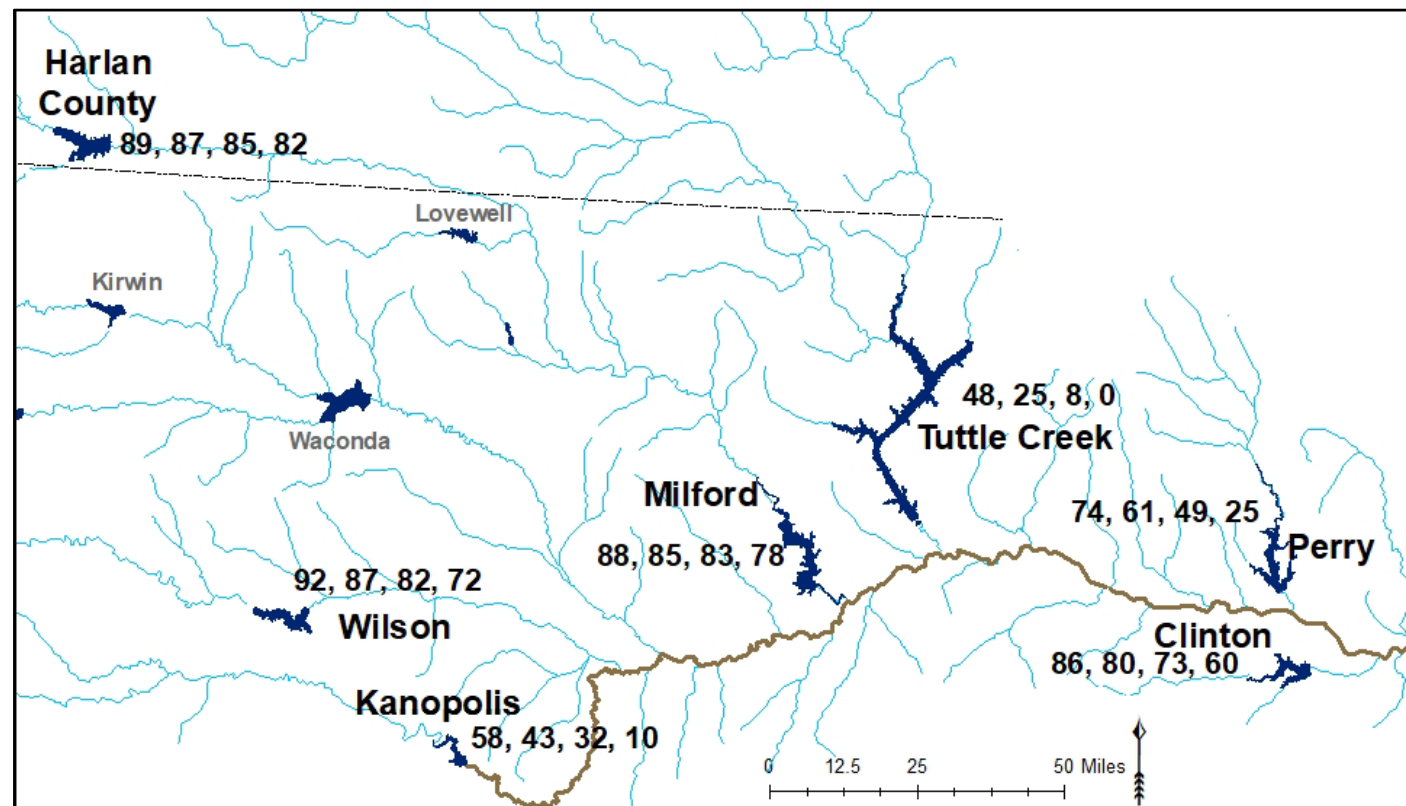 Harlan
County
89, 87, 85, 82
Lovewell
Kirwin
48, 25, 8, 0
Tuttle Creek
Waconda
Milford
74, 61, 49, 25
88, 85, 83, 78
Perry
92, 87, 82, 72
Wilson
Clinton
86, 80, 73, 60
Kanopolis
58, 43, 32, 10
0 12.5 25 50 Miles